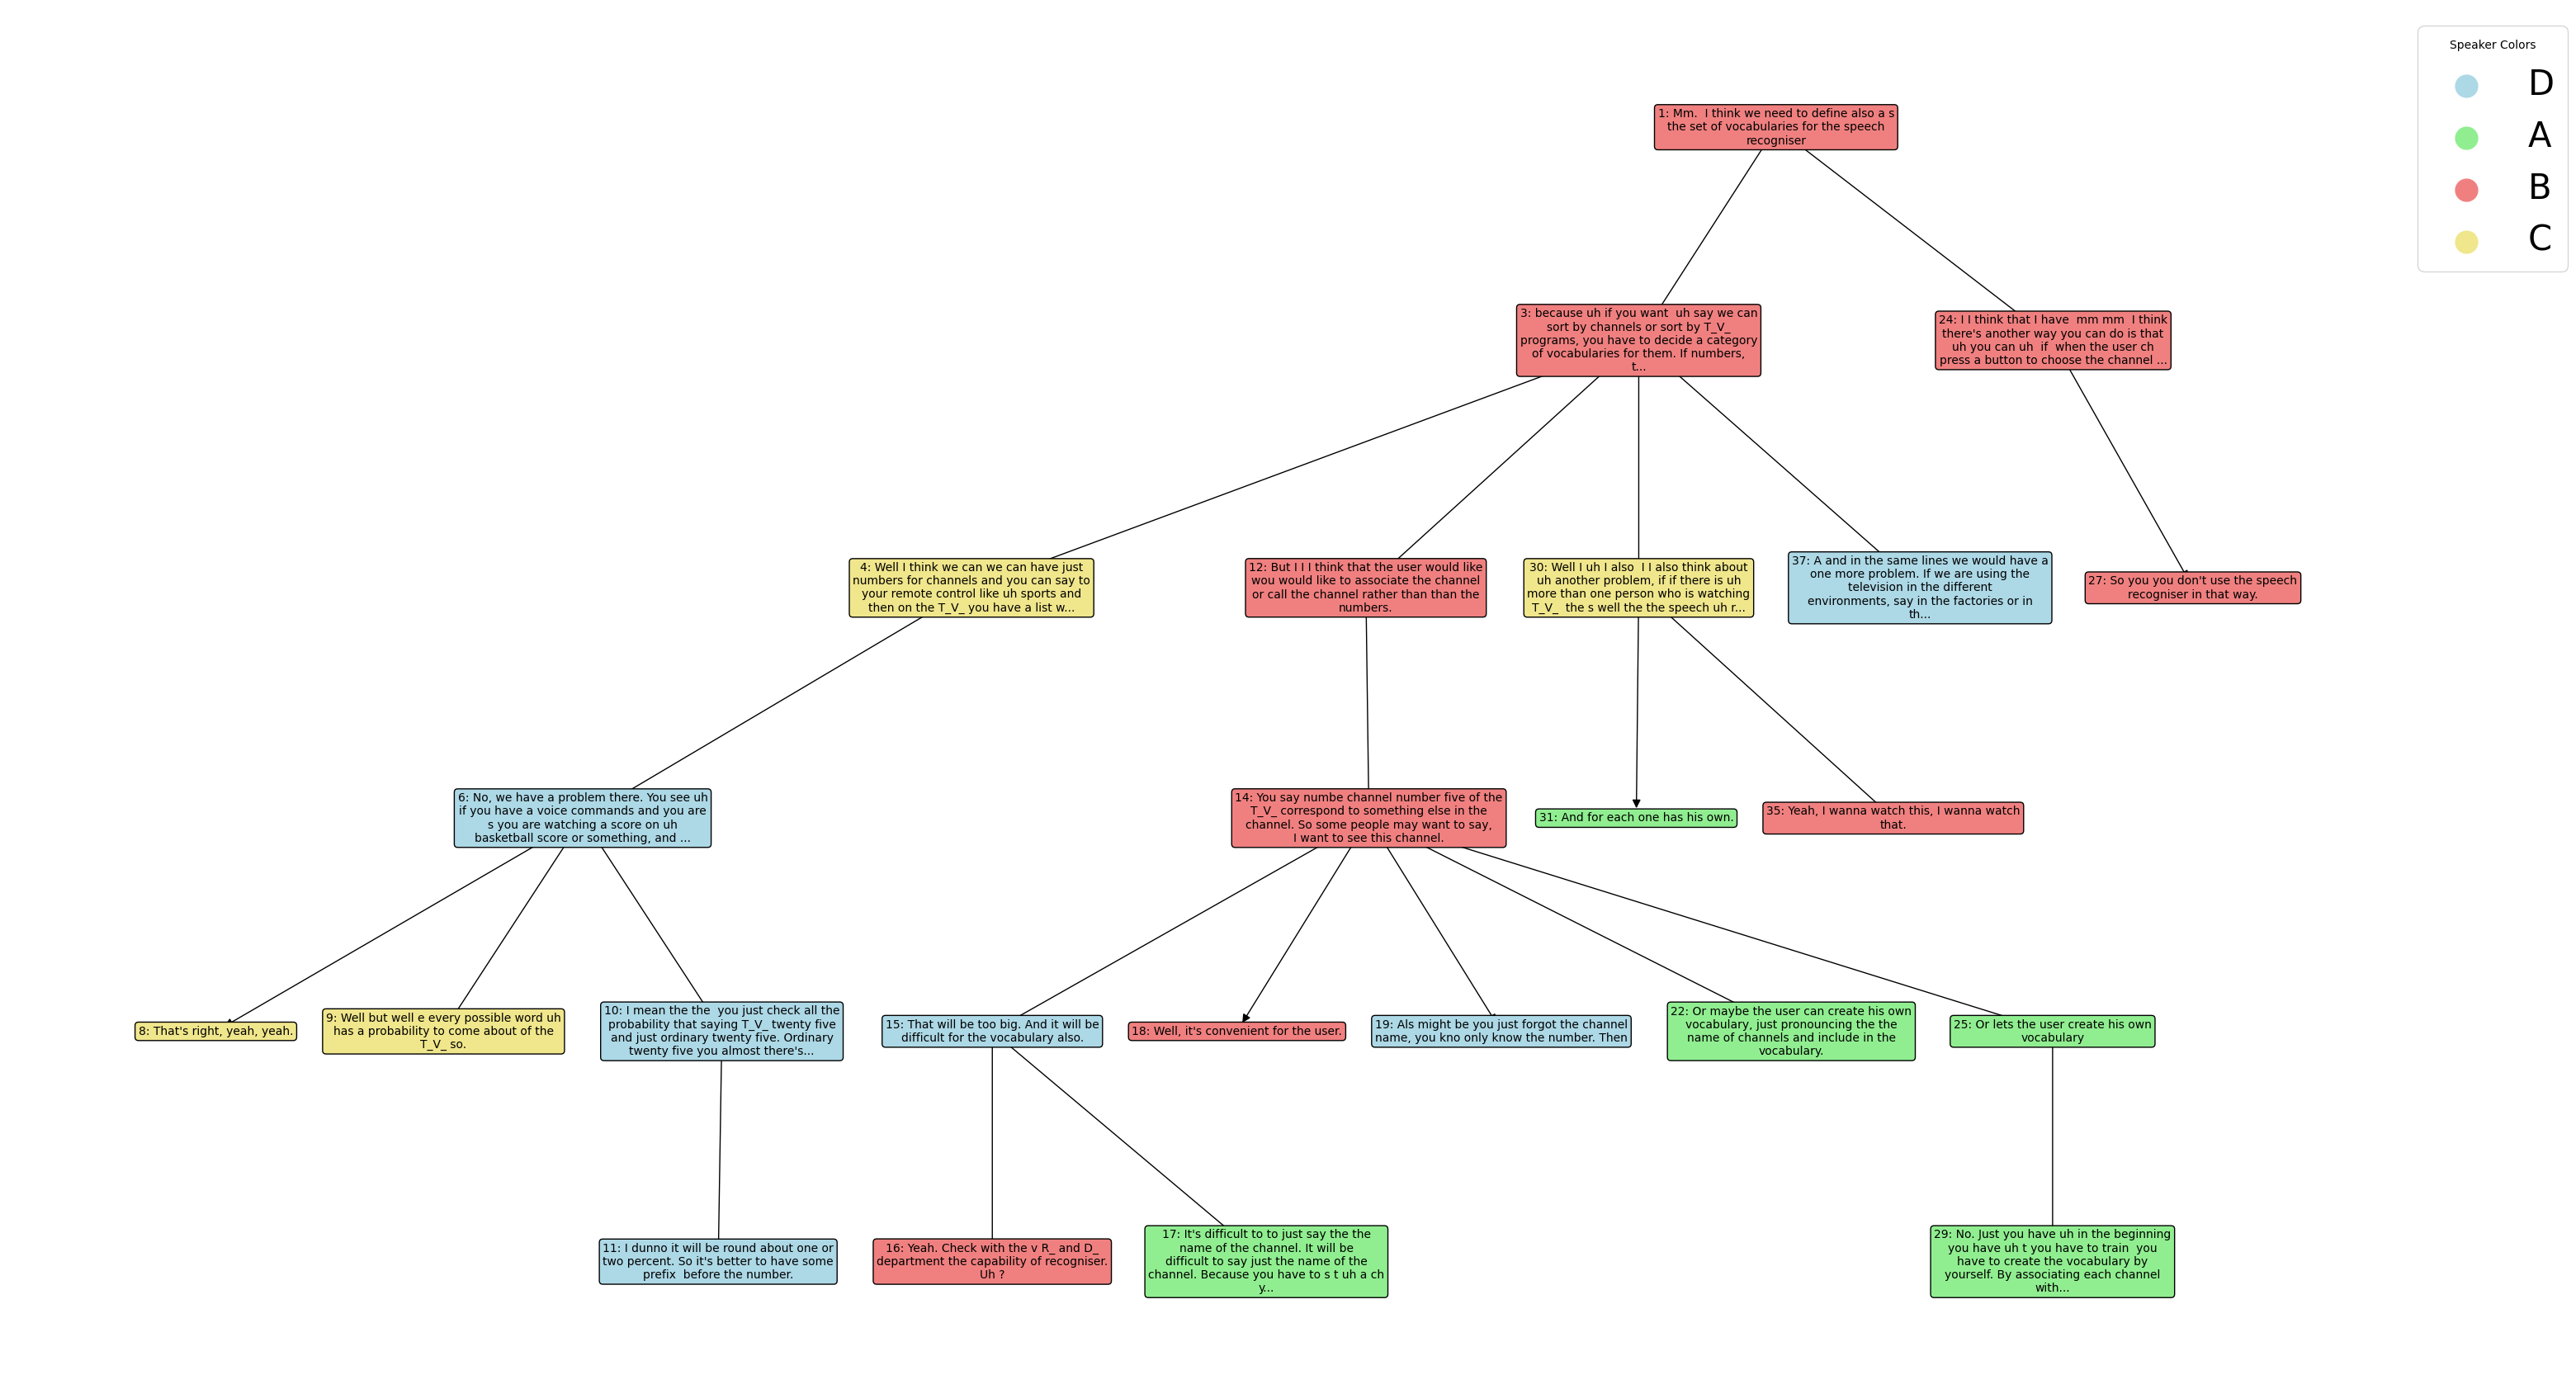 Speaker Colors
D
A
B
C
1: Mm.  I think we need to define also a s
the set of vocabularies for the speech
recogniser
3: because uh if you want  uh say we can
sort by channels or sort by T_V_
programs, you have to decide a category
of vocabularies for them. If numbers,
t...
24: I I think that I have  mm mm  I think
there's another way you can do is that
uh you can uh  if  when the user ch
press a button to choose the channel ...
4: Well I think we can we can have just
numbers for channels and you can say to
your remote control like uh sports and
then on the T_V_ you have a list w...
12: But I I I think that the user would like
wou would like to associate the channel
or call the channel rather than than the
numbers.
30: Well I uh I also  I I also think about
uh another problem, if if there is uh
more than one person who is watching
T_V_  the s well the the speech uh r...
37: A and in the same lines we would have a
one more problem. If we are using the
television in the different
environments, say in the factories or in
th...
27: So you you don't use the speech
recogniser in that way.
6: No, we have a problem there. You see uh
if you have a voice commands and you are
s you are watching a score on uh
basketball score or something, and ...
14: You say numbe channel number five of the
T_V_ correspond to something else in the
channel. So some people may want to say,
I want to see this channel.
31: And for each one has his own.
35: Yeah, I wanna watch this, I wanna watch
that.
8: That's right, yeah, yeah.
9: Well but well e every possible word uh
has a probability to come about of the
T_V_ so.
10: I mean the the  you just check all the
probability that saying T_V_ twenty five
and just ordinary twenty five. Ordinary
twenty five you almost there's...
15: That will be too big. And it will be
difficult for the vocabulary also.
18: Well, it's convenient for the user.
19: Als might be you just forgot the channel
name, you kno only know the number. Then
22: Or maybe the user can create his own
vocabulary, just pronouncing the the
name of channels and include in the
vocabulary.
25: Or lets the user create his own
vocabulary
11: I dunno it will be round about one or
two percent. So it's better to have some
prefix  before the number.
16: Yeah. Check with the v R_ and D_
department the capability of recogniser.
Uh ?
17: It's difficult to to just say the the
name of the channel. It will be
difficult to say just the name of the
channel. Because you have to s t uh a ch
y...
29: No. Just you have uh in the beginning
you have uh t you have to train  you
have to create the vocabulary by
yourself. By associating each channel
with...